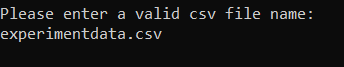 Please enter a valid csv file name:
experimentdata.csv